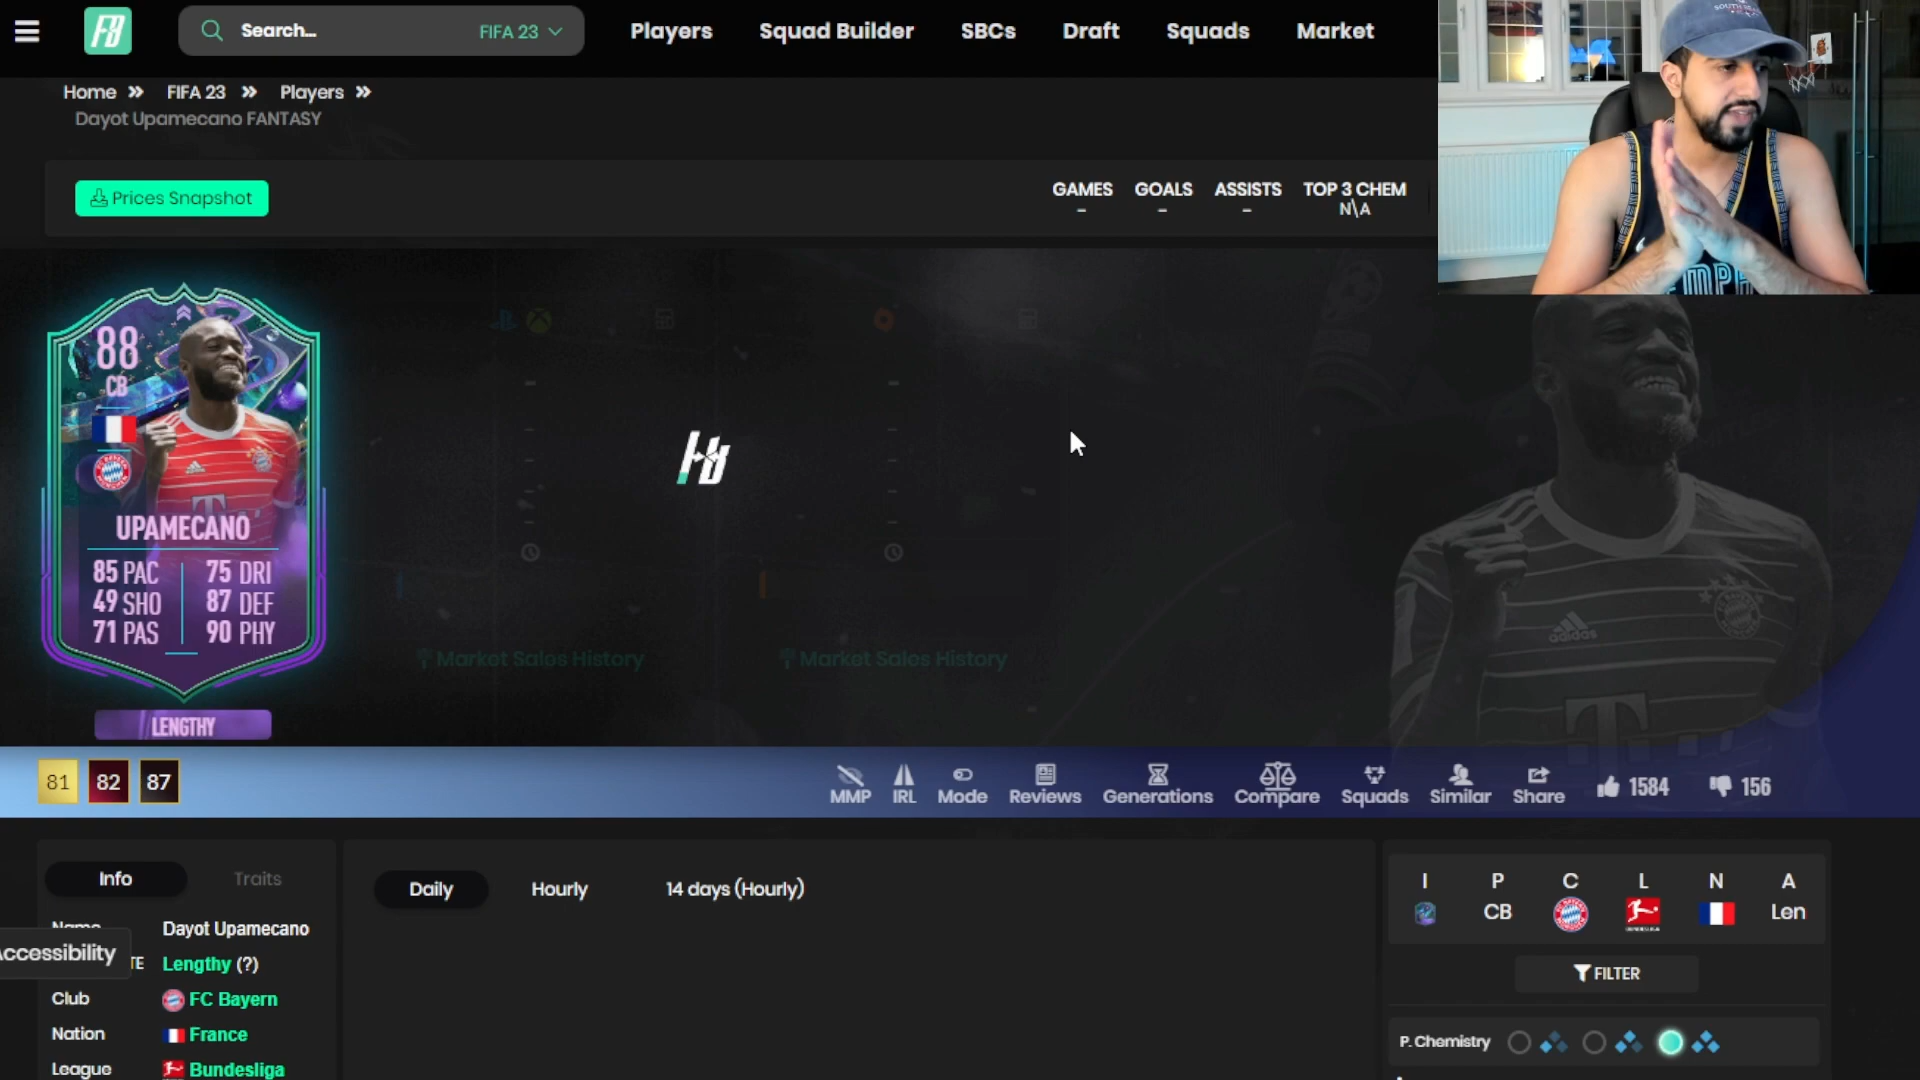 Search...
FIFA 23
Players
Squad Builder
SBCs
Draft
Squads
Market
Home » FIFA 23 » Players »
Dayot Upamecano FANTASY
Prices Snapshot
GAMES
-
GOALS
-
ASSISTS
-
TOP 3 CHEM
N\A
88
CB
UPAMECANO
85 PAC
75 DRI
49 SHO
87 DEF
71 PAS
90 PHY
LENGTHY
Market Sales History
Market Sales History
81
82
87
MMP
IRL
Mode
Reviews
Generations
Compare
Squads
Similar
Share
1584
156
Info
Traits
Daily
Hourly
14 days (Hourly)
Name
Dayot Upamecano
Accessibility
TE
Lengthy (?)
Club
FC Bayern
Nation
France
League
Bundesliga
I
P
C
L
N
A
CB
Len
FILTER
P. Chemistry
adidas